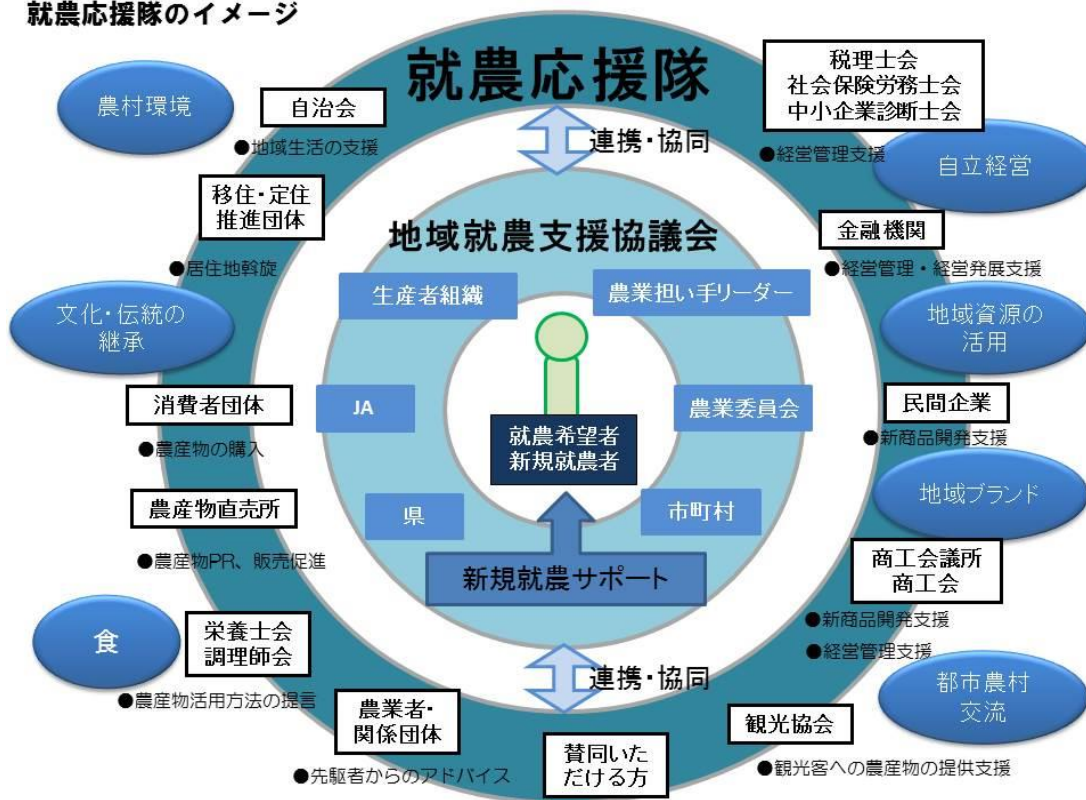 就農応援隊のイメージ
就農応援隊
連携・協同
税理士会
社会保険労務士会
中小企業診断士会
●経営管理支援
自立経営
農村環境
自治会
●地域生活の支援
移住・定住
推進団体
●居住地斡旋
金融機関
●経営管理・経営発展支援
地域就農支援協議会
生産者組織
農業担い手リーダー
文化・伝統の
継承
地域資源の
活用
消費者団体
●農産物の購入
JA
農業委員会
就農希望者
新規就農者
民間企業
●新商品開発支援
農産物直売所
●農産物PR、販売促進
県
市町村
新規就農サポート
地域ブランド
商工会議所
商工会
●新商品開発支援
●経営管理支援
食
栄養士会
調理師会
●農産物活用方法の提言
連携・協同
都市農村
交流
農業者・
関係団体
●先駆者からのアドバイス
賛同いた
だける方
観光協会
●観光客への農産物の提供支援